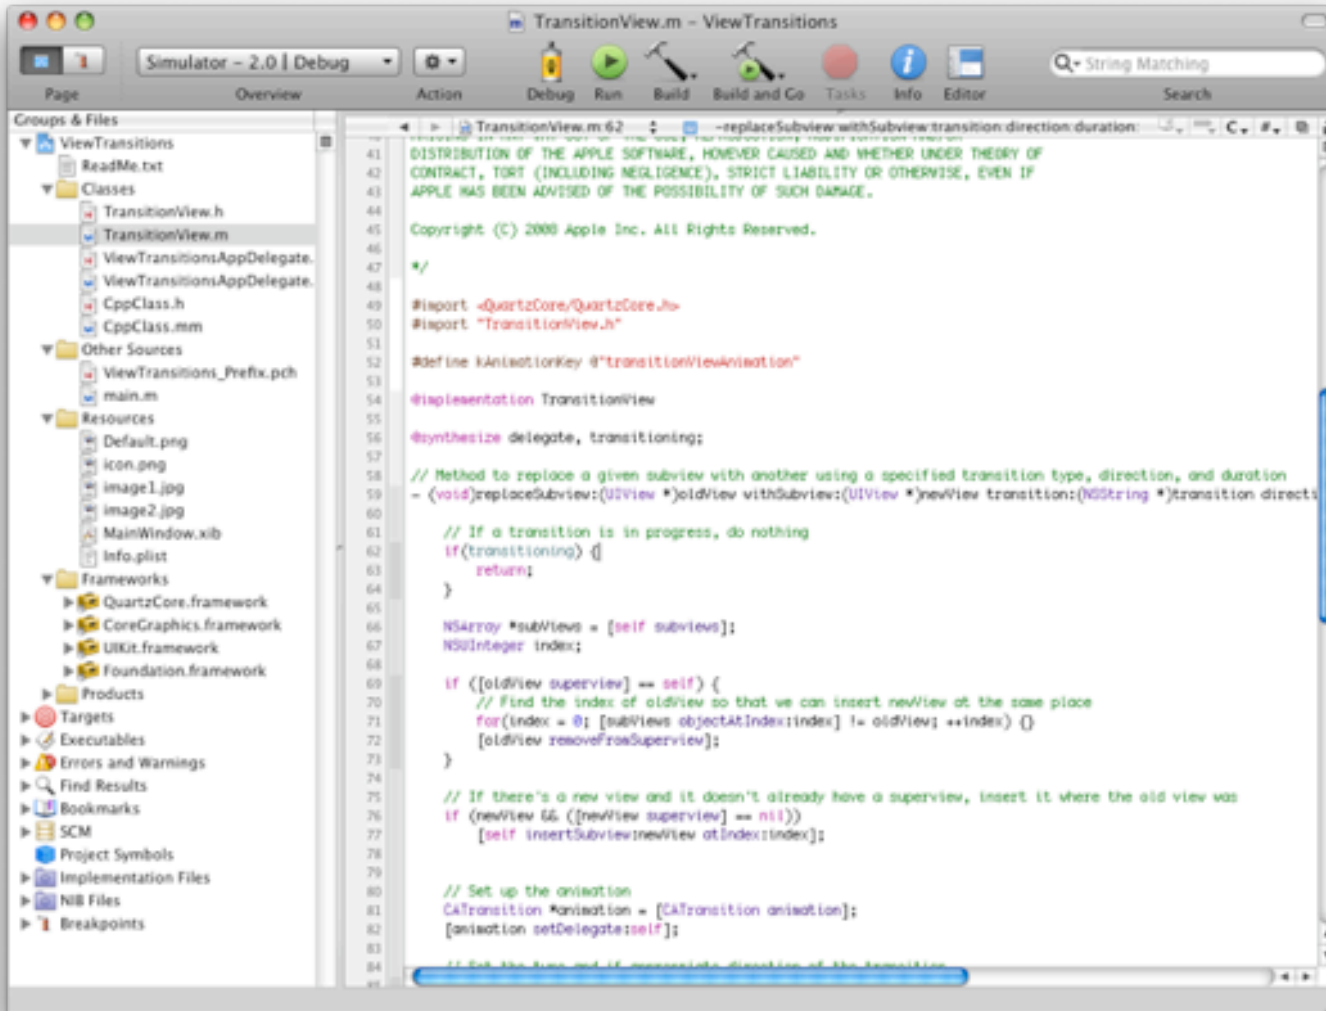 TransitionView.m – ViewTransitions
Simulator – 2.0 | Debug
Page
Overview
Action
Debug
Run
Build
Build and Go
Tasks
Info
Editor
String Matching
Search
Groups & Files
ViewTransitions
ReadMe.txt
Classes
TransitionView.h
TransitionView.m
ViewTransitionsAppDelegate.
ViewTransitionsAppDelegate.
CppClass.h
CppClass.mm
Other Sources
ViewTransitions_Prefix.pch
main.m
Resources
Default.png
icon.png
image1.jpg
image2.jpg
MainWindow.xib
Info.plist
Frameworks
QuartzCore.framework
CoreGraphics.framework
UIKit.framework
Foundation.framework
Products
Targets
Executables
Errors and Warnings
Find Results
Bookmarks
SCM
Project Symbols
Implementation Files
NIB Files
Breakpoints
TransitionView.m:62 -replaceSubview:withSubview:transition:direction:duration: C, #,
41 DISTRIBUTION OF THE APPLE SOFTWARE, HOWEVER CAUSED AND WHETHER UNDER THEORY OF
42 CONTRACT, TORT (INCLUDING NEGLIGENCE), STRICT LIABILITY OR OTHERWISE, EVEN IF
43 APPLE HAS BEEN ADVISED OF THE POSSIBILITY OF SUCH DAMAGE.
44
45 Copyright (C) 2008 Apple Inc. All Rights Reserved.
46
47 */
48
49 #import <QuartzCore/QuartzCore.h>
50 #import "TransitionView.h"
51
52 #define kAnimationKey @"transitionViewAnimation"
53
54 @implementation TransitionView
55
56 @synthesize delegate, transitioning;
57
58 // Method to replace a given subview with another using a specified transition type, direction, and duration
59 - (void)replaceSubview:(UIView *)oldView withSubview:(UIView *)newView transition:(NSString *)transition directi
60
61 // If a transition is in progress, do nothing
62 if(transitioning) {
63 return;
64 }
65
66 NSArray *subViews = [self subviews];
67 NSUInteger index;
68
69 if ([oldView superview] == self) {
70 // Find the index of oldView so that we can insert newView at the same place
71 for(index = 0; [subViews objectAtIndex:index] != oldView; ++index) {}
72 [oldView removeFromSuperview];
73 }
74
75 // If there's a new view and it doesn't already have a superview, insert it where the old view was
76 if (newView && ([newView superview] == nil))
77 [self insertSubview:newView atIndex:index];
78
79
80 // Set up the animation
81 CATransition *animation = [CATransition animation];
82 [animation setDelegate:self];
83
84 // Set the type and if appropriate direction of the transition